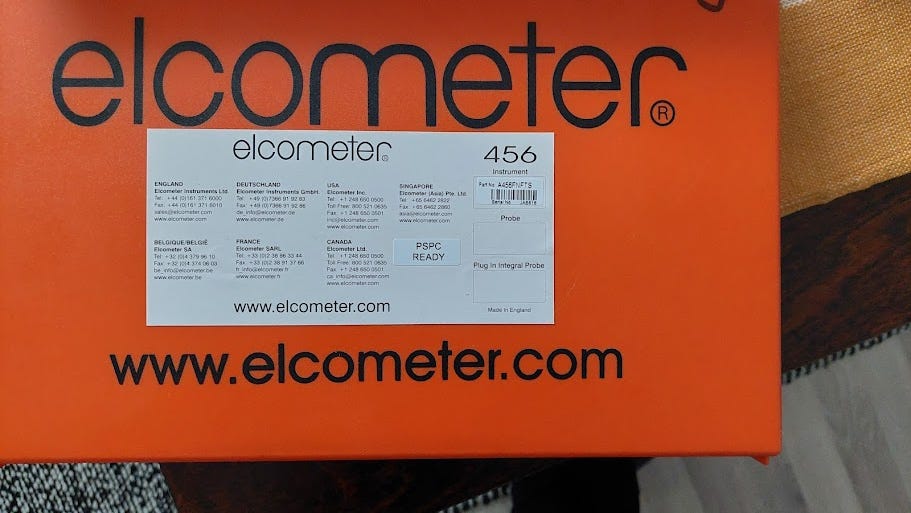 elcometer®
elcometer®
456
Instrument
Part No. A456FNFTS
Serial No.
Probe
Plug In Integral Probe
Made in England
ENGLAND
Elcometer Instruments Ltd.
Tel: +44 (0)161 371 6000
Fax: +44 (0)161 371 6010
sales@elcometer.com
www.elcometer.com
DEUTSCHLAND
Elcometer Instruments GmbH.
Tel: +49 (0)7366 91 92 83
Fax: +49 (0)7366 91 92 86
de_info@elcometer.de
www.elcometer.de
USA
Elcometer Inc.
Tel: +1 248 650 0500
Toll Free: 800 521 0635
Fax: +1 248 650 0501
inc@elcometer.com
www.elcometer.com
SINGAPORE
Elcometer (Asia) Pte. Ltd.
Tel: +65 6462 2822
Fax: +65 6462 2860
asia@elcometer.com
www.elcometer.com
BELGIQUE/BELGIË
Elcometer SA
Tel: +32 (0)4 379 96 10
Fax: +32 (0)4 374 06 03
be_info@elcometer.be
www.elcometer.be
FRANCE
Elcometer SARL
Tel: +33 (0)2 38 86 33 44
Fax: +33 (0)2 38 91 37 66
fr_info@elcometer.fr
www.elcometer.fr
CANADA
Elcometer Ltd.
Tel: +1 248 650 0500
Toll Free: 800 521 0635
Fax: +1 248 650 0501
ca_info@elcometer.com
www.elcometer.com
PSPC
READY
www.elcometer.com
www.elcometer.com